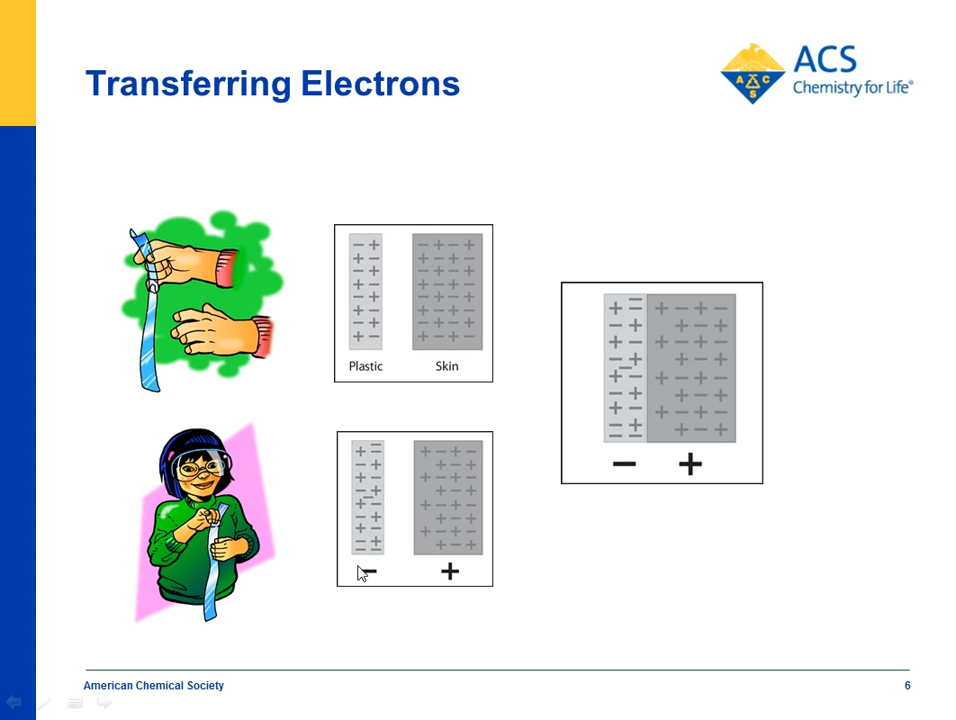 Transferring Electrons
ACS
Chemistry for Life®
A C S
Plastic Skin
− +
− +
American Chemical Society 6